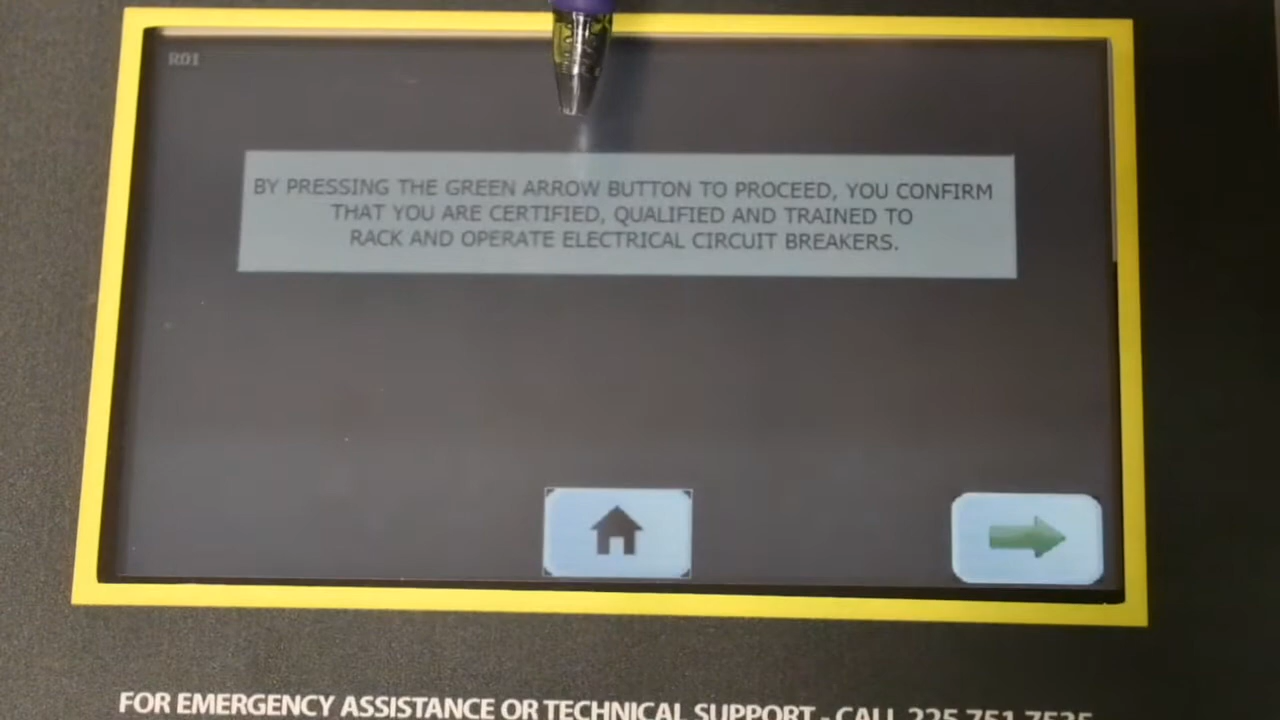 R01
BY PRESSING THE GREEN ARROW BUTTON TO PROCEED, YOU CONFIRM
THAT YOU ARE CERTIFIED, QUALIFIED AND TRAINED TO
RACK AND OPERATE ELECTRICAL CIRCUIT BREAKERS.
FOR EMERGENCY ASSISTANCE OR TECHNICAL SUPPORT - CALL 225.751.7535